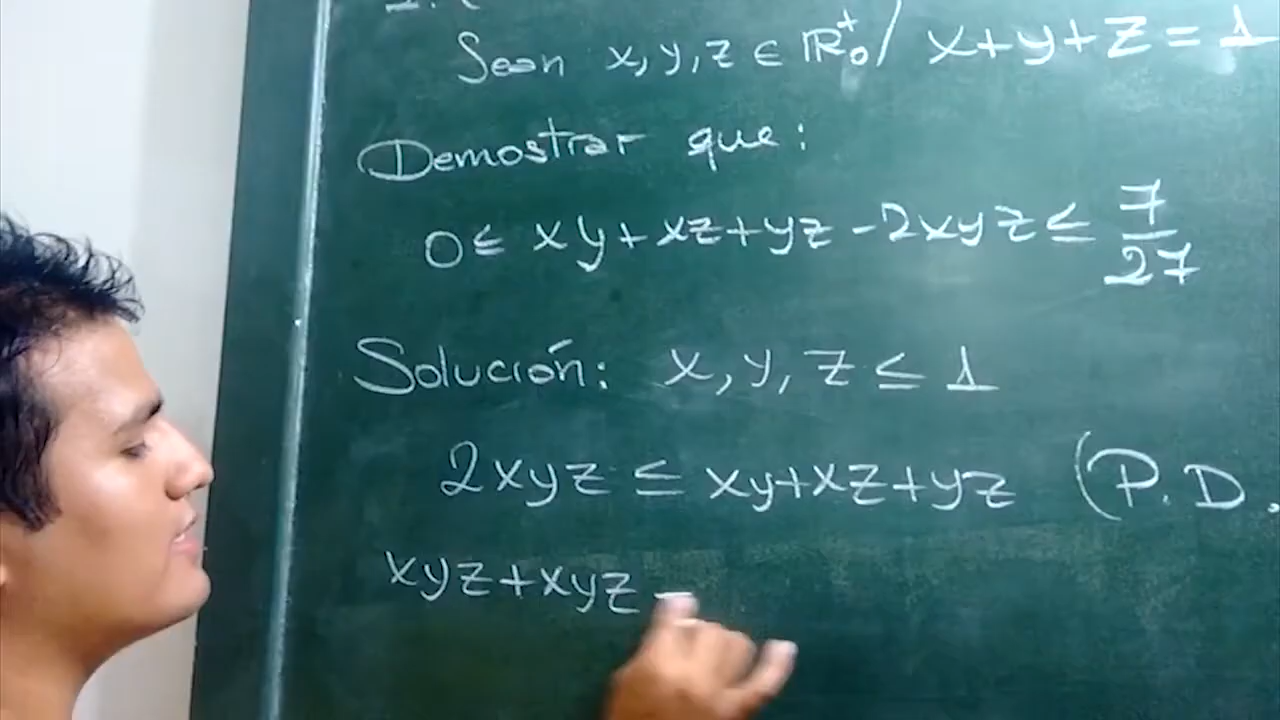 Sean x, y, z ∈ ℝ₀⁺ / x+y+z = 1
Demostrar que:
0 ≤ xy + xz + yz - 2xyz ≤ 7/27
Solución: x, y, z ≤ 1
2xyz ≤ xy+xz+yz (P.D.
xyz+xyz =